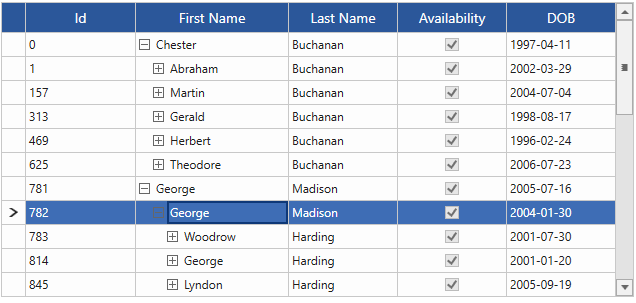 Id First Name Last Name Availability DOB
0 Chester Buchanan 1997-04-11
1 Abraham Buchanan 2002-03-29
157 Martin Buchanan 2004-07-04
313 Gerald Buchanan 1998-08-17
469 Herbert Buchanan 1996-02-24
625 Theodore Buchanan 2006-07-23
781 George Madison 2005-07-16
782 George Madison 2004-01-30
783 Woodrow Harding 2001-07-30
814 George Harding 2001-01-20
845 Lyndon Harding 2005-09-19